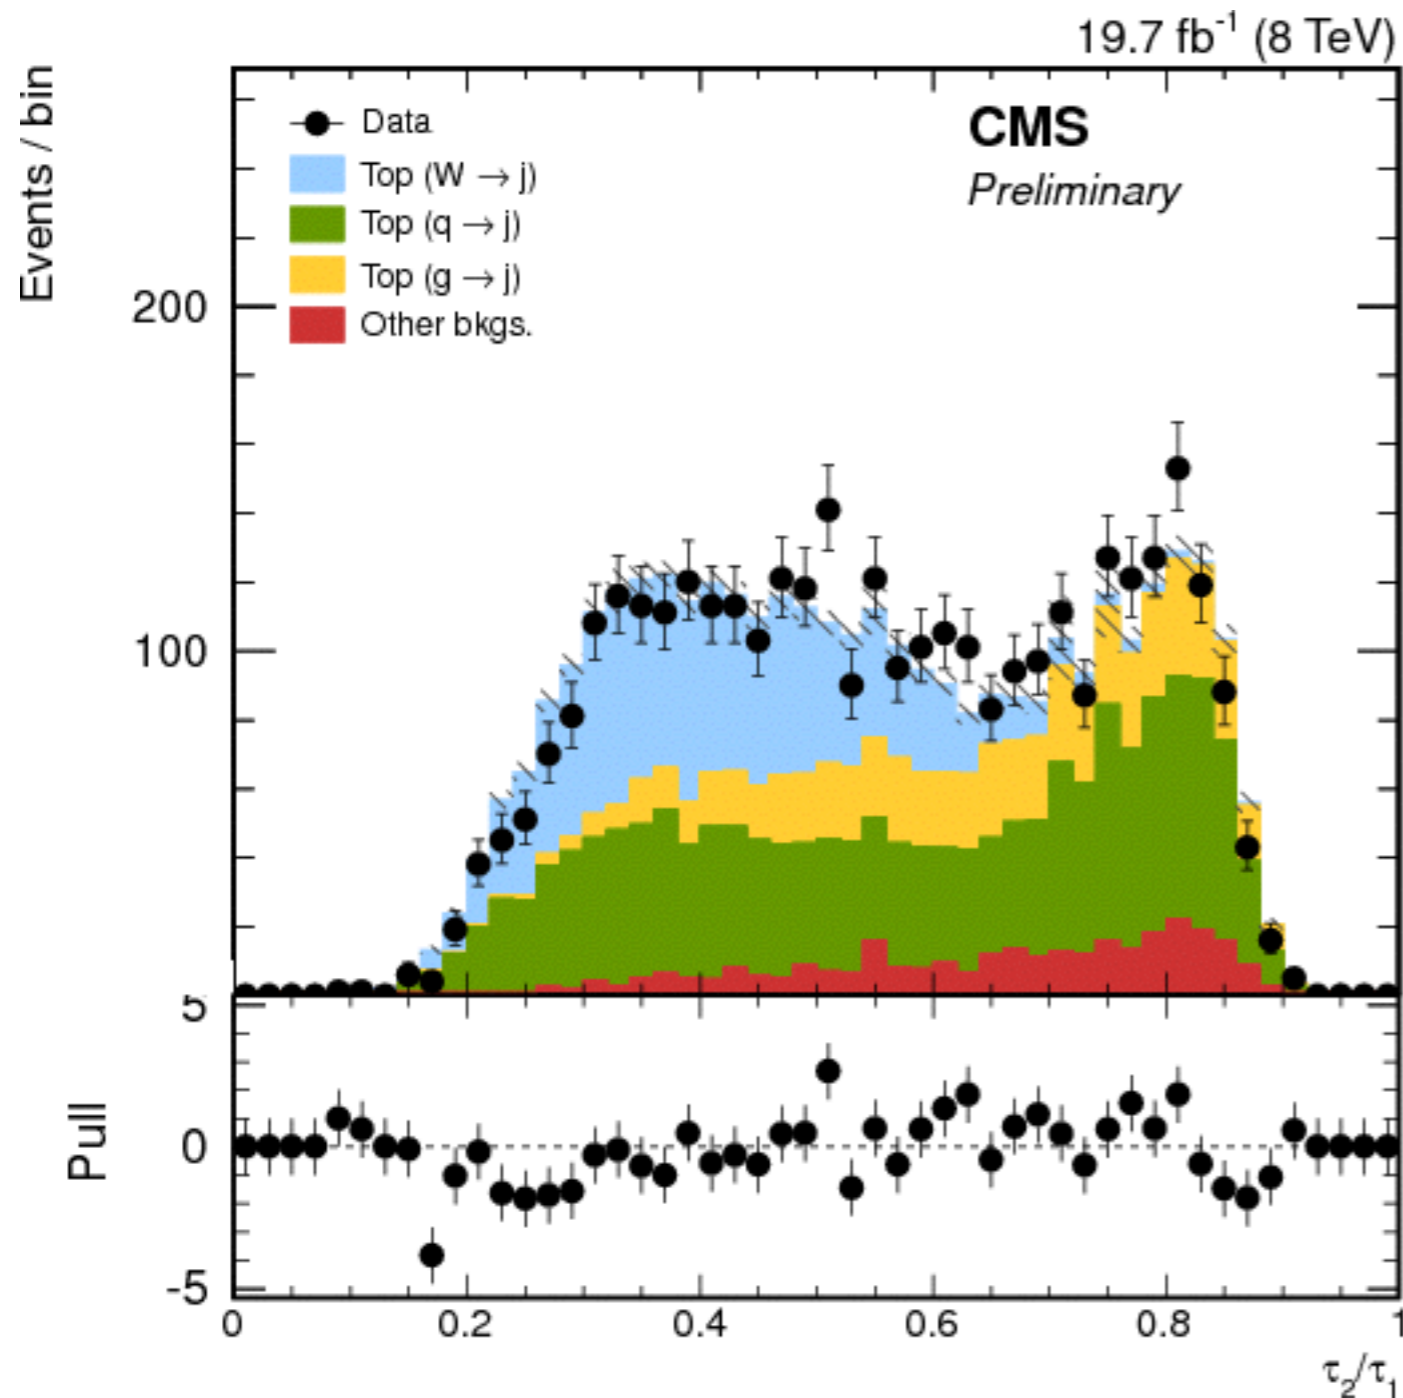 19.7 fb⁻¹ (8 TeV)
Events / bin
Data
Top (W → j)
Top (q → j)
Top (g → j)
Other bkgs.
CMS
Preliminary
200
100
Pull
5
0
-5
0 0.2 0.4 0.6 0.8 1
τ₂/τ₁